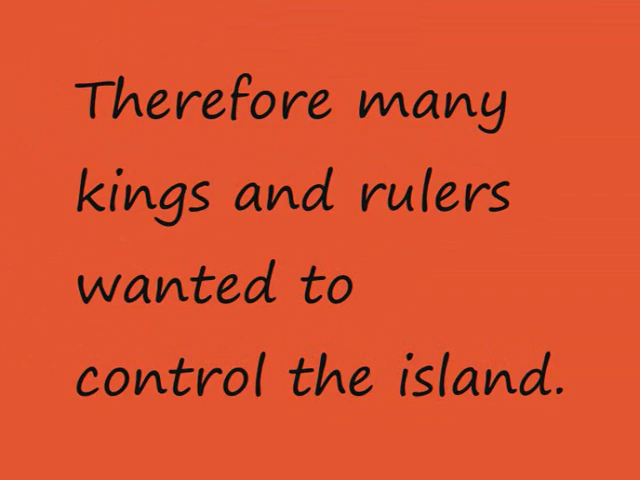 Therefore many
kings and rulers
wanted to
control the island.